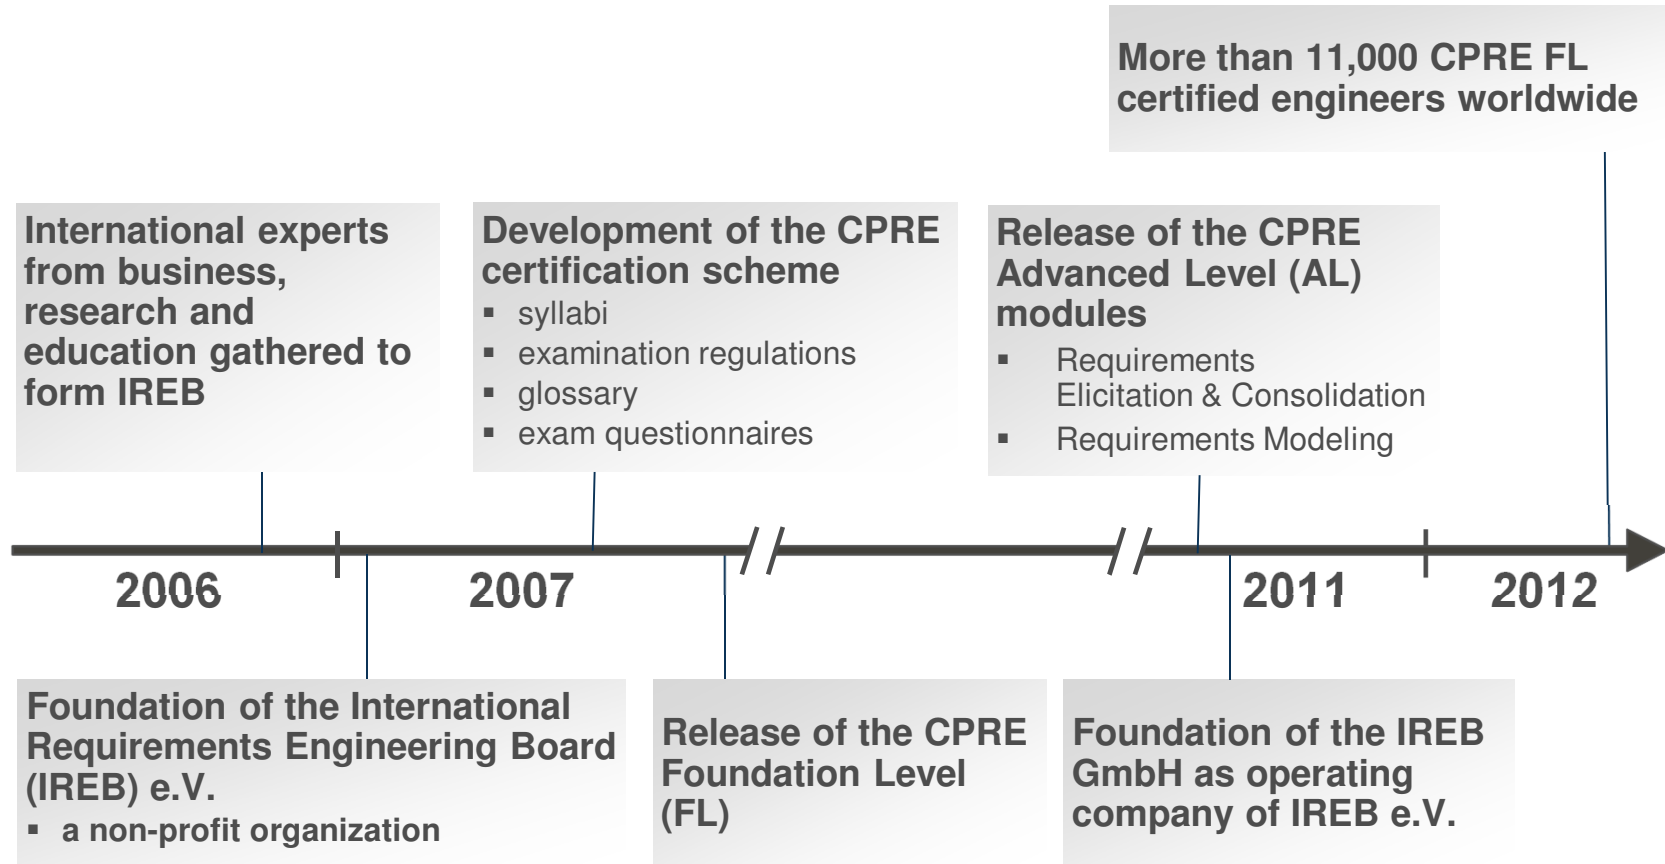 More than 11,000 CPRE FL
certified engineers worldwide
International experts
from business,
research and
education gathered to
form IREB
Development of the CPRE
certification scheme
▪ syllabi
▪ examination regulations
▪ glossary
▪ exam questionnaires
Release of the CPRE
Advanced Level (AL)
modules
▪ Requirements
Elicitation & Consolidation
▪ Requirements Modeling
2006
2007
2011
2012
Foundation of the International
Requirements Engineering Board
(IREB) e.V.
▪ a non-profit organization
Release of the CPRE
Foundation Level
(FL)
Foundation of the IREB
GmbH as operating
company of IREB e.V.